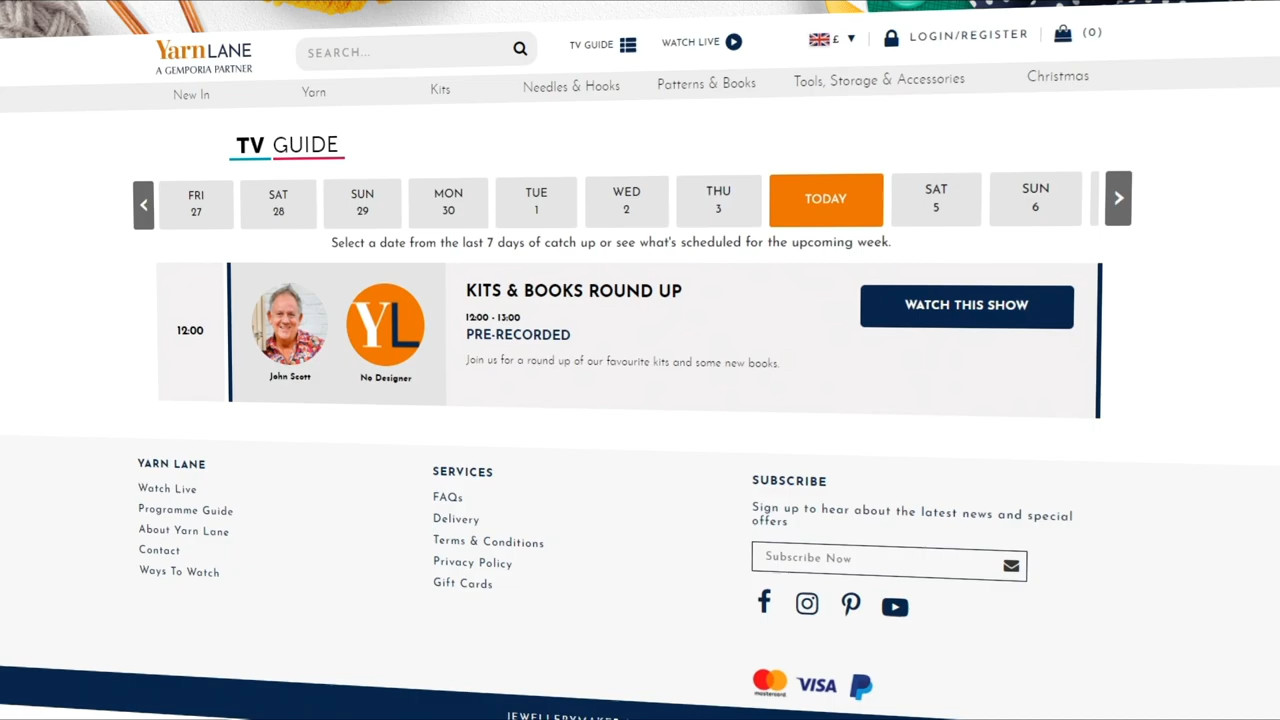 YarnLANE
A GEMPORIA PARTNER
SEARCH...
TV GUIDE
WATCH LIVE
£
LOGIN/REGISTER
(0)
New In
Yarn
Kits
Needles & Hooks
Patterns & Books
Tools, Storage & Accessories
Christmas
TV GUIDE
FRI
27
SAT
28
SUN
29
MON
30
TUE
1
WED
2
THU
3
TODAY
SAT
5
SUN
6
Select a date from the last 7 days of catch up or see what's scheduled for the upcoming week.
12:00
John Scott
YL
No Designer
KITS & BOOKS ROUND UP
12:00 - 13:00
PRE-RECORDED
Join us for a round up of our favourite kits and some new books.
WATCH THIS SHOW
YARN LANE
Watch Live
Programme Guide
About Yarn Lane
Contact
Ways To Watch
SERVICES
FAQs
Delivery
Terms & Conditions
Privacy Policy
Gift Cards
SUBSCRIBE
Sign up to hear about the latest news and special
offers
Subscribe Now
mastercard
VISA
JEWELLERYMAKER